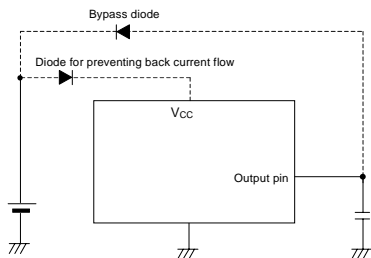 Bypass diode
Diode for preventing back current flow
VCC
Output pin